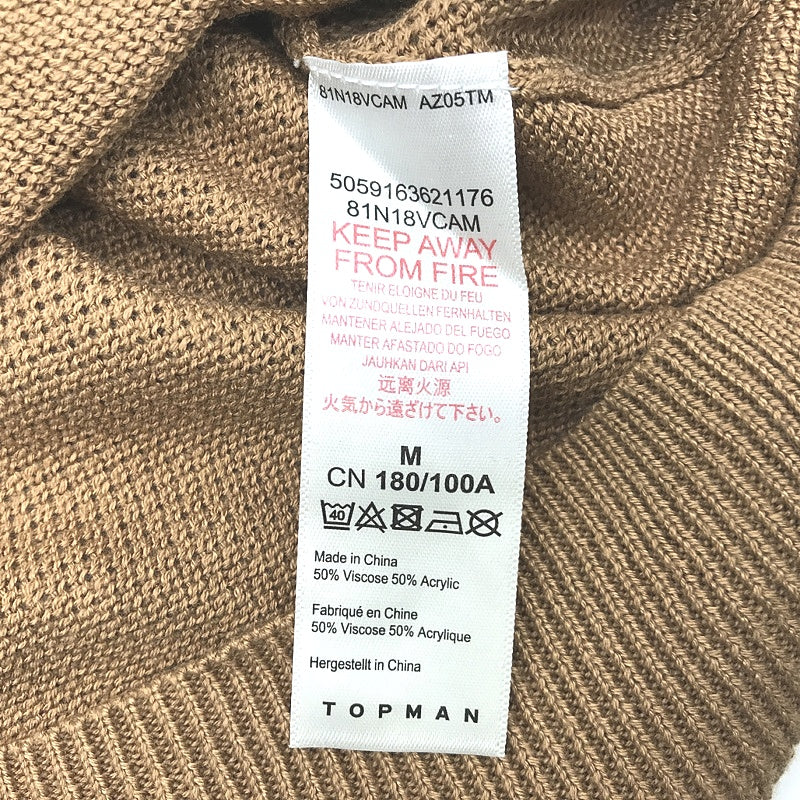 81N18VCAM AZ05TM
5059163621176
81N18VCAM
KEEP AWAY
FROM FIRE
TENIR ELOIGNE DU FEU
VON ZUNDQUELLEN FERNHALTEN
MANTENER ALEJADO DEL FUEGO
MANTER AFASTADO DO FOGO
JAUHKAN DARI API
远离火源
火気から遠ざけて下さい。
M
CN 180/100A
40
Made in China
50% Viscose 50% Acrylic
Fabriqué en Chine
50% Viscose 50% Acrylique
Hergestellt in China
TOPMAN